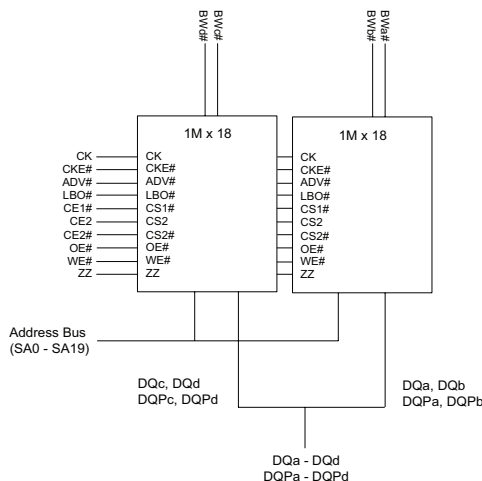 BWd#
BWc#
BWb#
BWa#
1M x 18
1M x 18
CK
CKE#
ADV#
LBO#
CE1#
CE2
CE2#
OE#
WE#
ZZ
CK
CKE#
ADV#
LBO#
CS1#
CS2
CS2#
OE#
WE#
ZZ
CK
CKE#
ADV#
LBO#
CS1#
CS2
CS2#
OE#
WE#
ZZ
Address Bus
(SA0 - SA19)
DQc, DQd
DQPc, DQPd
DQa, DQb
DQPa, DQPb
DQa - DQd
DQPa - DQPd